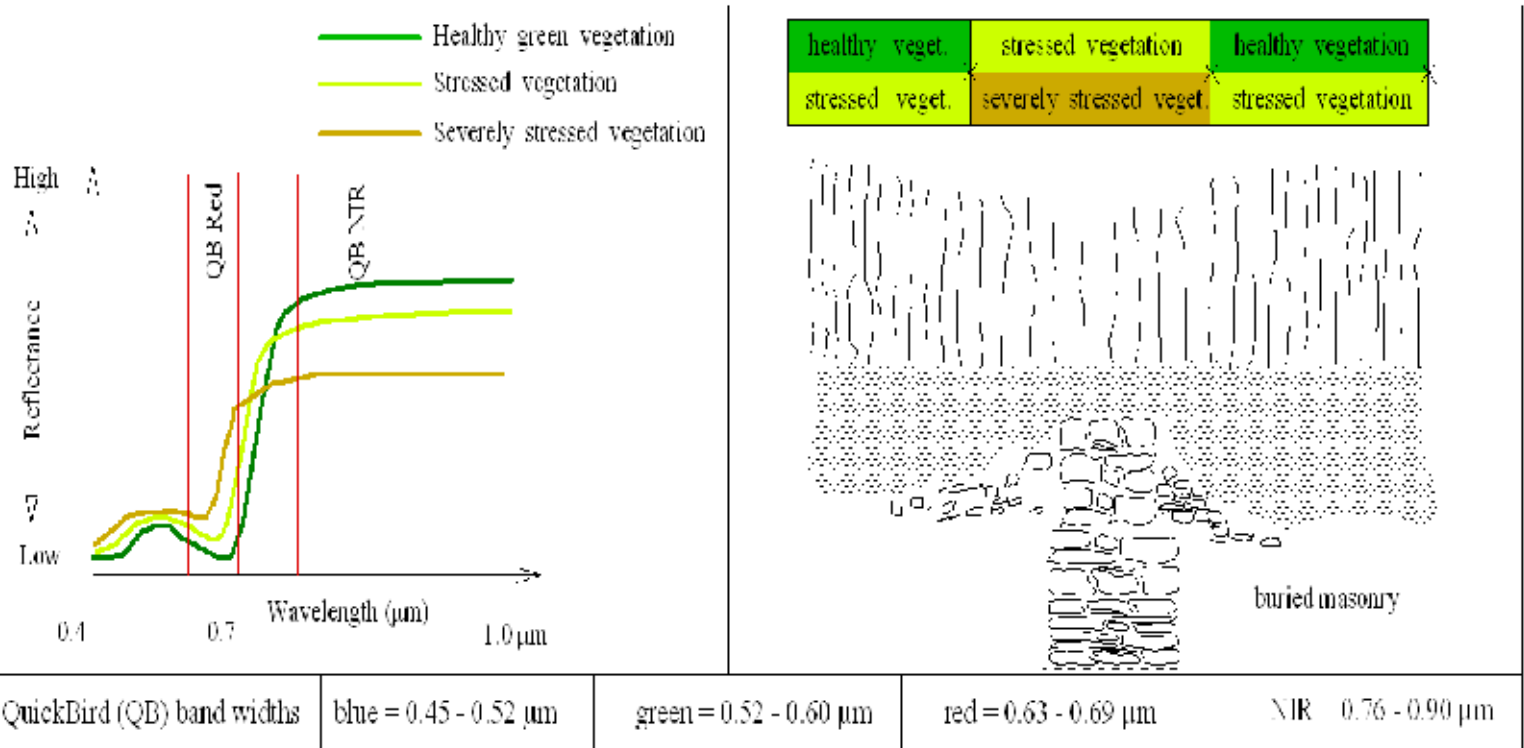 Healthy green vegetation
Stressed vegetation
Severely stressed vegetation
High
QB Red
QB NIR
Reflectance
Low
Wavelength (μm)
0.4
0.7
1.0 μm
healthy veget.
stressed vegetation
healthy vegetation
stressed veget.
severely stressed veget.
stressed vegetation
buried masonry
QuickBird (QB) band widths
blue = 0.45 - 0.52 μm
green = 0.52 - 0.60 μm
red = 0.63 - 0.69 μm
NIR 0.76 - 0.90 μm